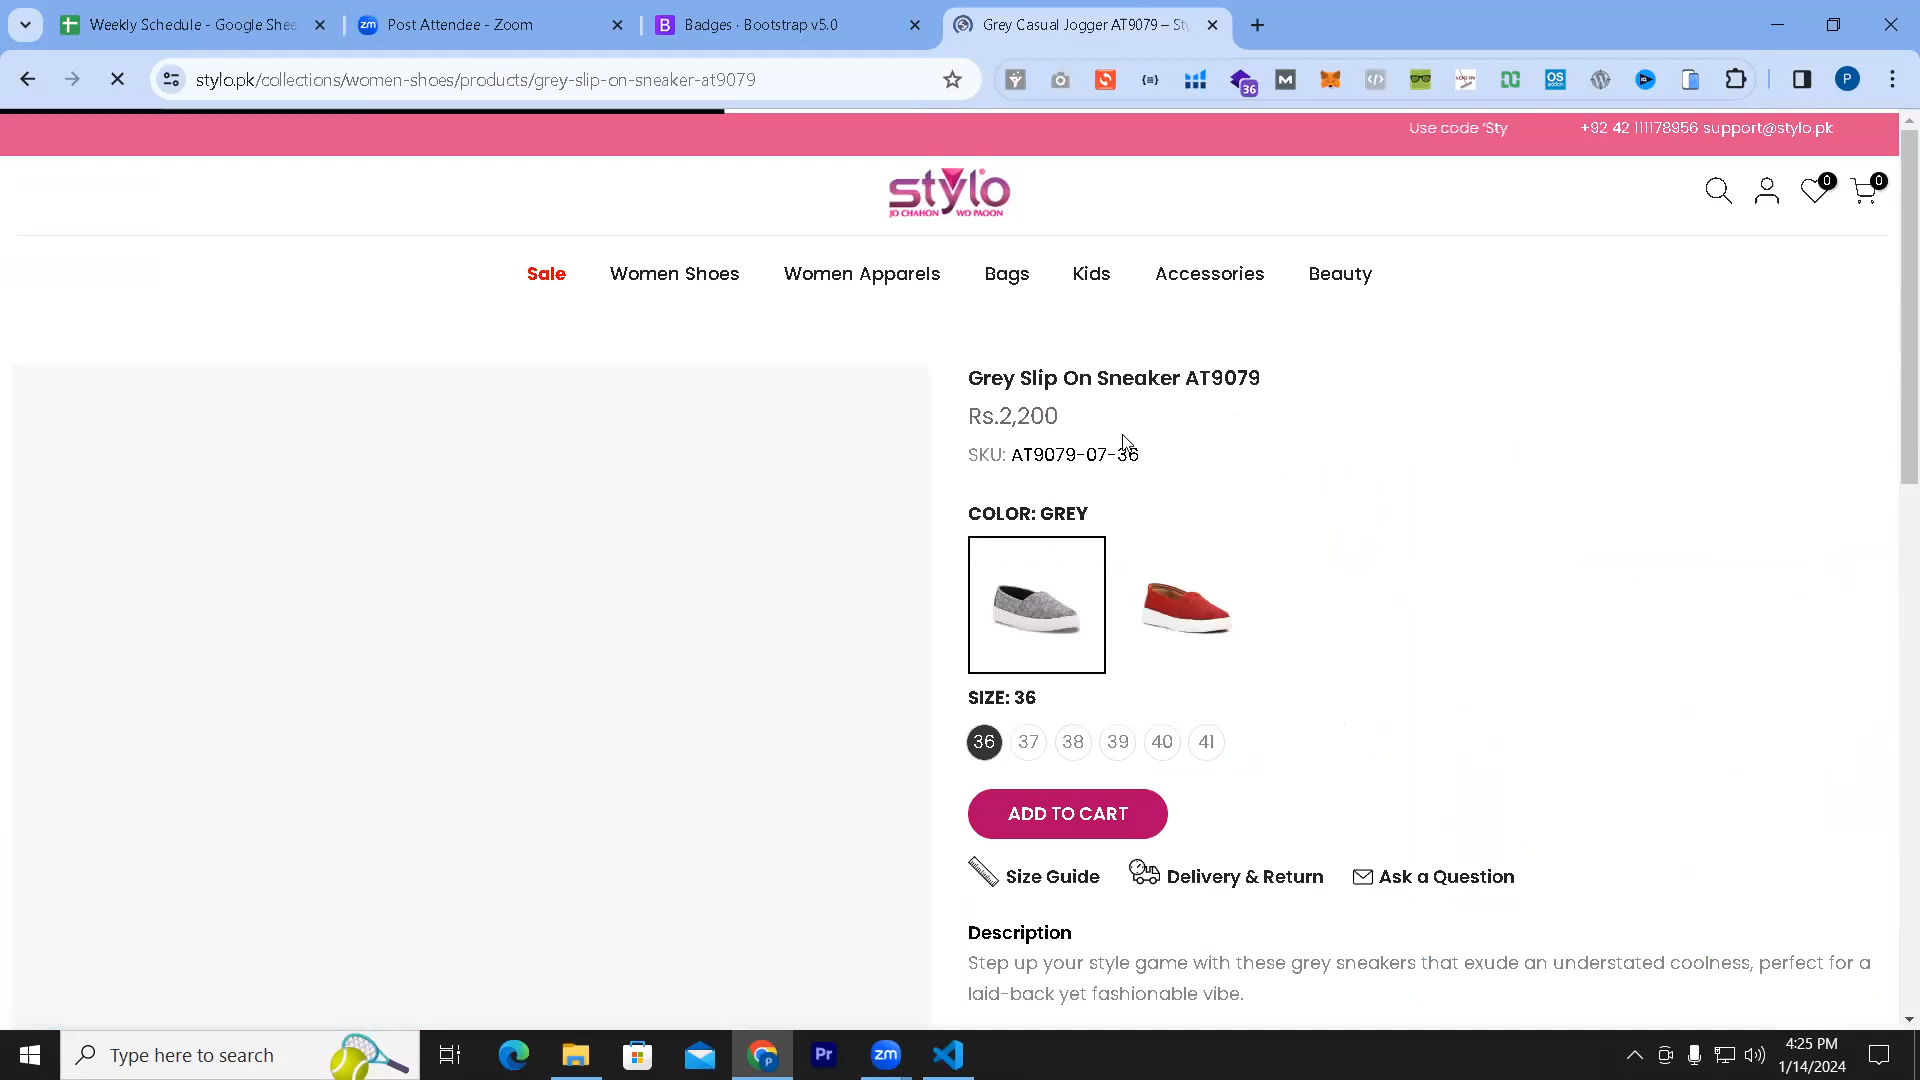 Weekly Schedule - Google Shee
Post Attendee - Zoom
B Badges · Bootstrap v5.0
Grey Casual Jogger AT9079 – Sty
stylo.pk/collections/women-shoes/products/grey-slip-on-sneaker-at9079
36
P
Use code ‘Sty
+92 42 111178956 support@stylo.pk
stylo
JO CHAHON WO PAOON
0
0
Sale
Women Shoes
Women Apparels
Bags
Kids
Accessories
Beauty
Grey Slip On Sneaker AT9079
Rs.2,200
SKU: AT9079-07-36
COLOR: GREY
SIZE: 36
36 37 38 39 40 41
ADD TO CART
Size Guide
Delivery & Return
Ask a Question
Description
Step up your style game with these grey sneakers that exude an understated coolness, perfect for a
laid-back yet fashionable vibe.
Type here to search
Pr
zm
4:25 PM
1/14/2024